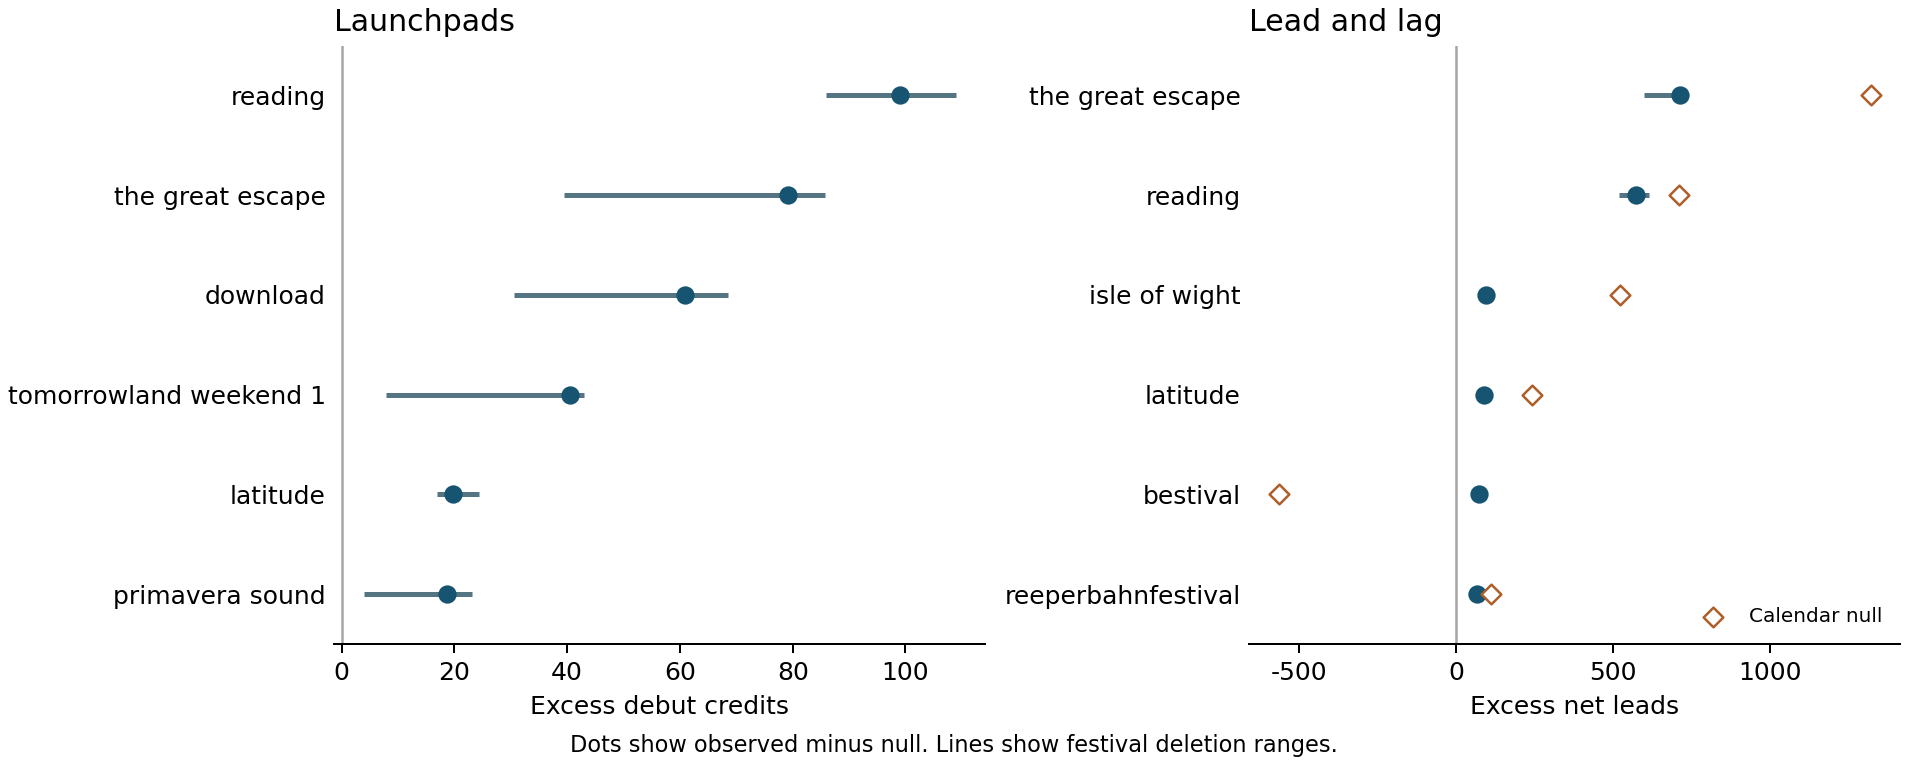 Launchpads
reading
the great escape
download
tomorrowland weekend 1
latitude
primavera sound
0 20 40 60 80 100
Excess debut credits
Lead and lag
the great escape
reading
isle of wight
latitude
bestival
reeperbahnfestival
Calendar null
-500 0 500 1000
Excess net leads
Dots show observed minus null. Lines show festival deletion ranges.